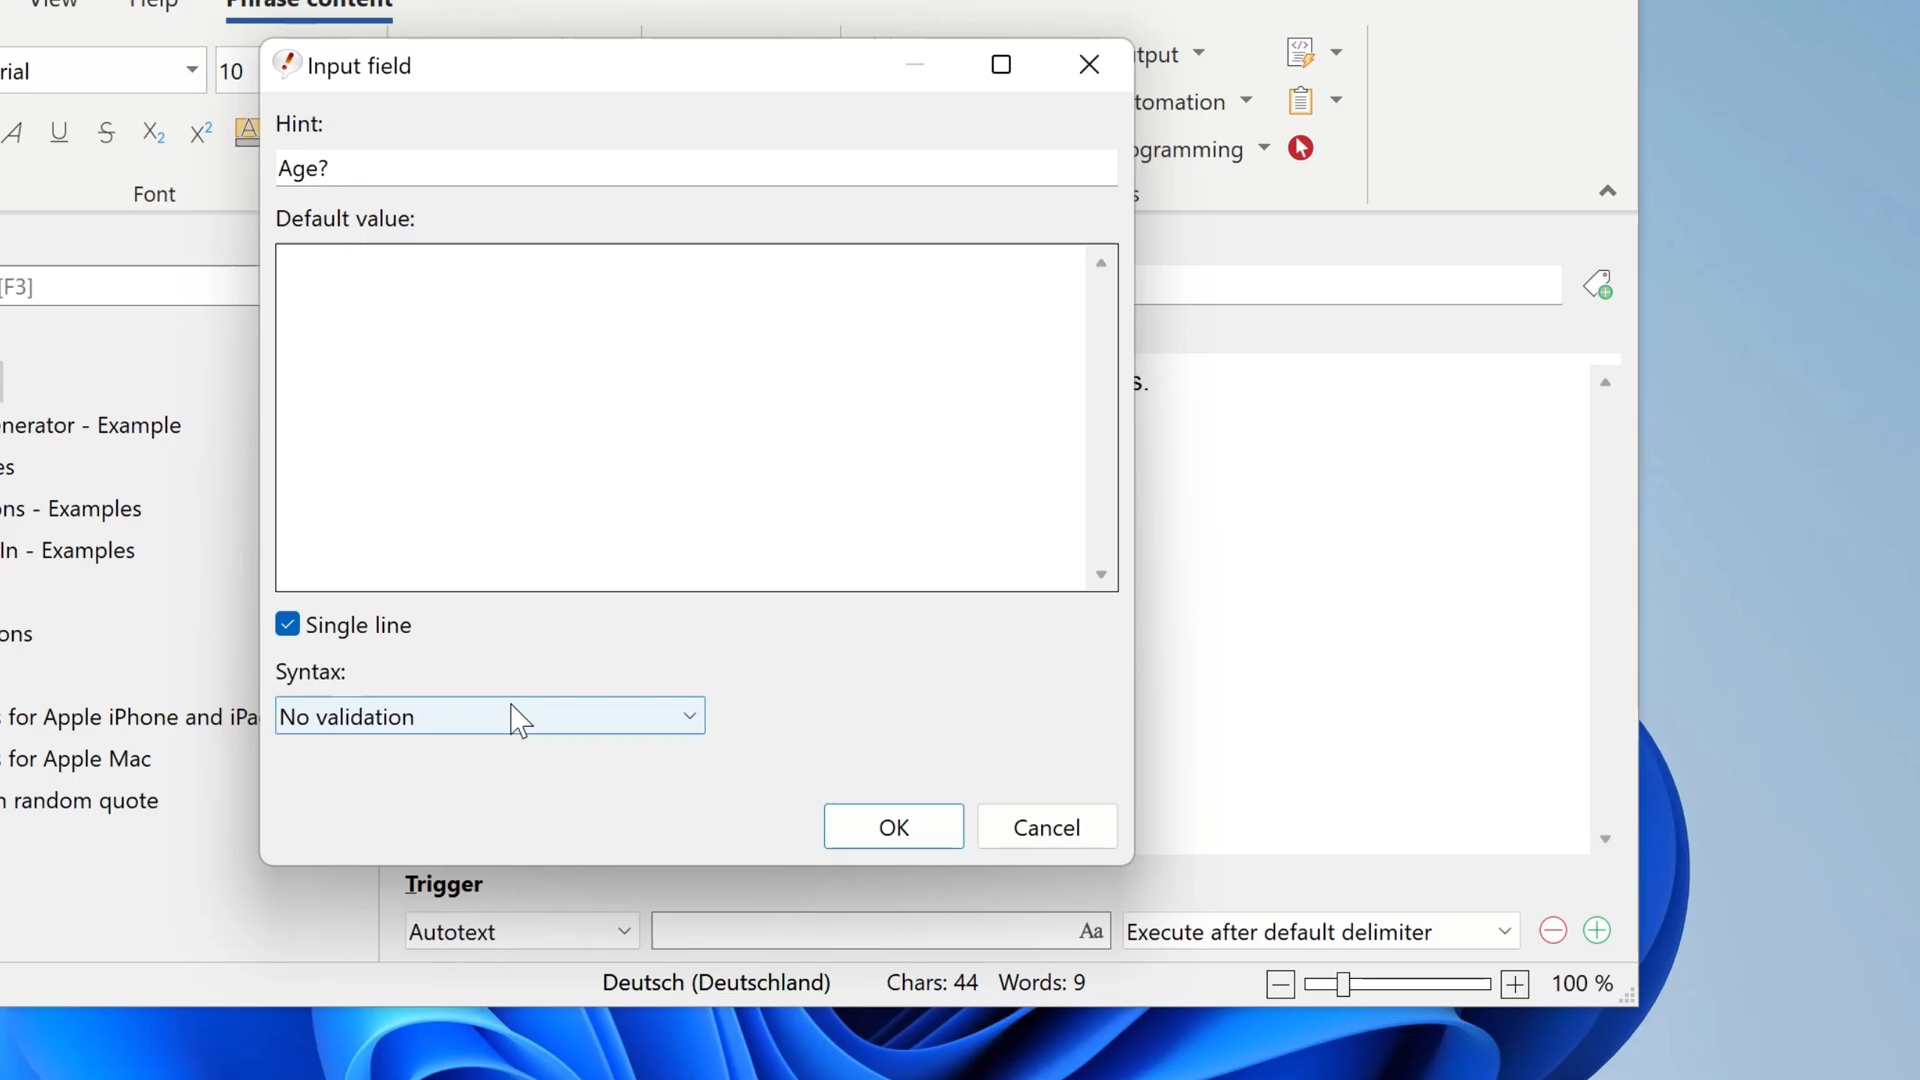 View Help Phrase content
rial 10
Font
Input field
Hint:
Age?
Default value:
Single line
Syntax:
No validation
OK Cancel
tput
tomation
ogramming
s
[F3]
s.
enerator - Example
es
ons - Examples
In - Examples
ons
s for Apple iPhone and iPa
s for Apple Mac
n random quote
Trigger
Autotext Aa Execute after default delimiter
Deutsch (Deutschland) Chars: 44 Words: 9 100 %